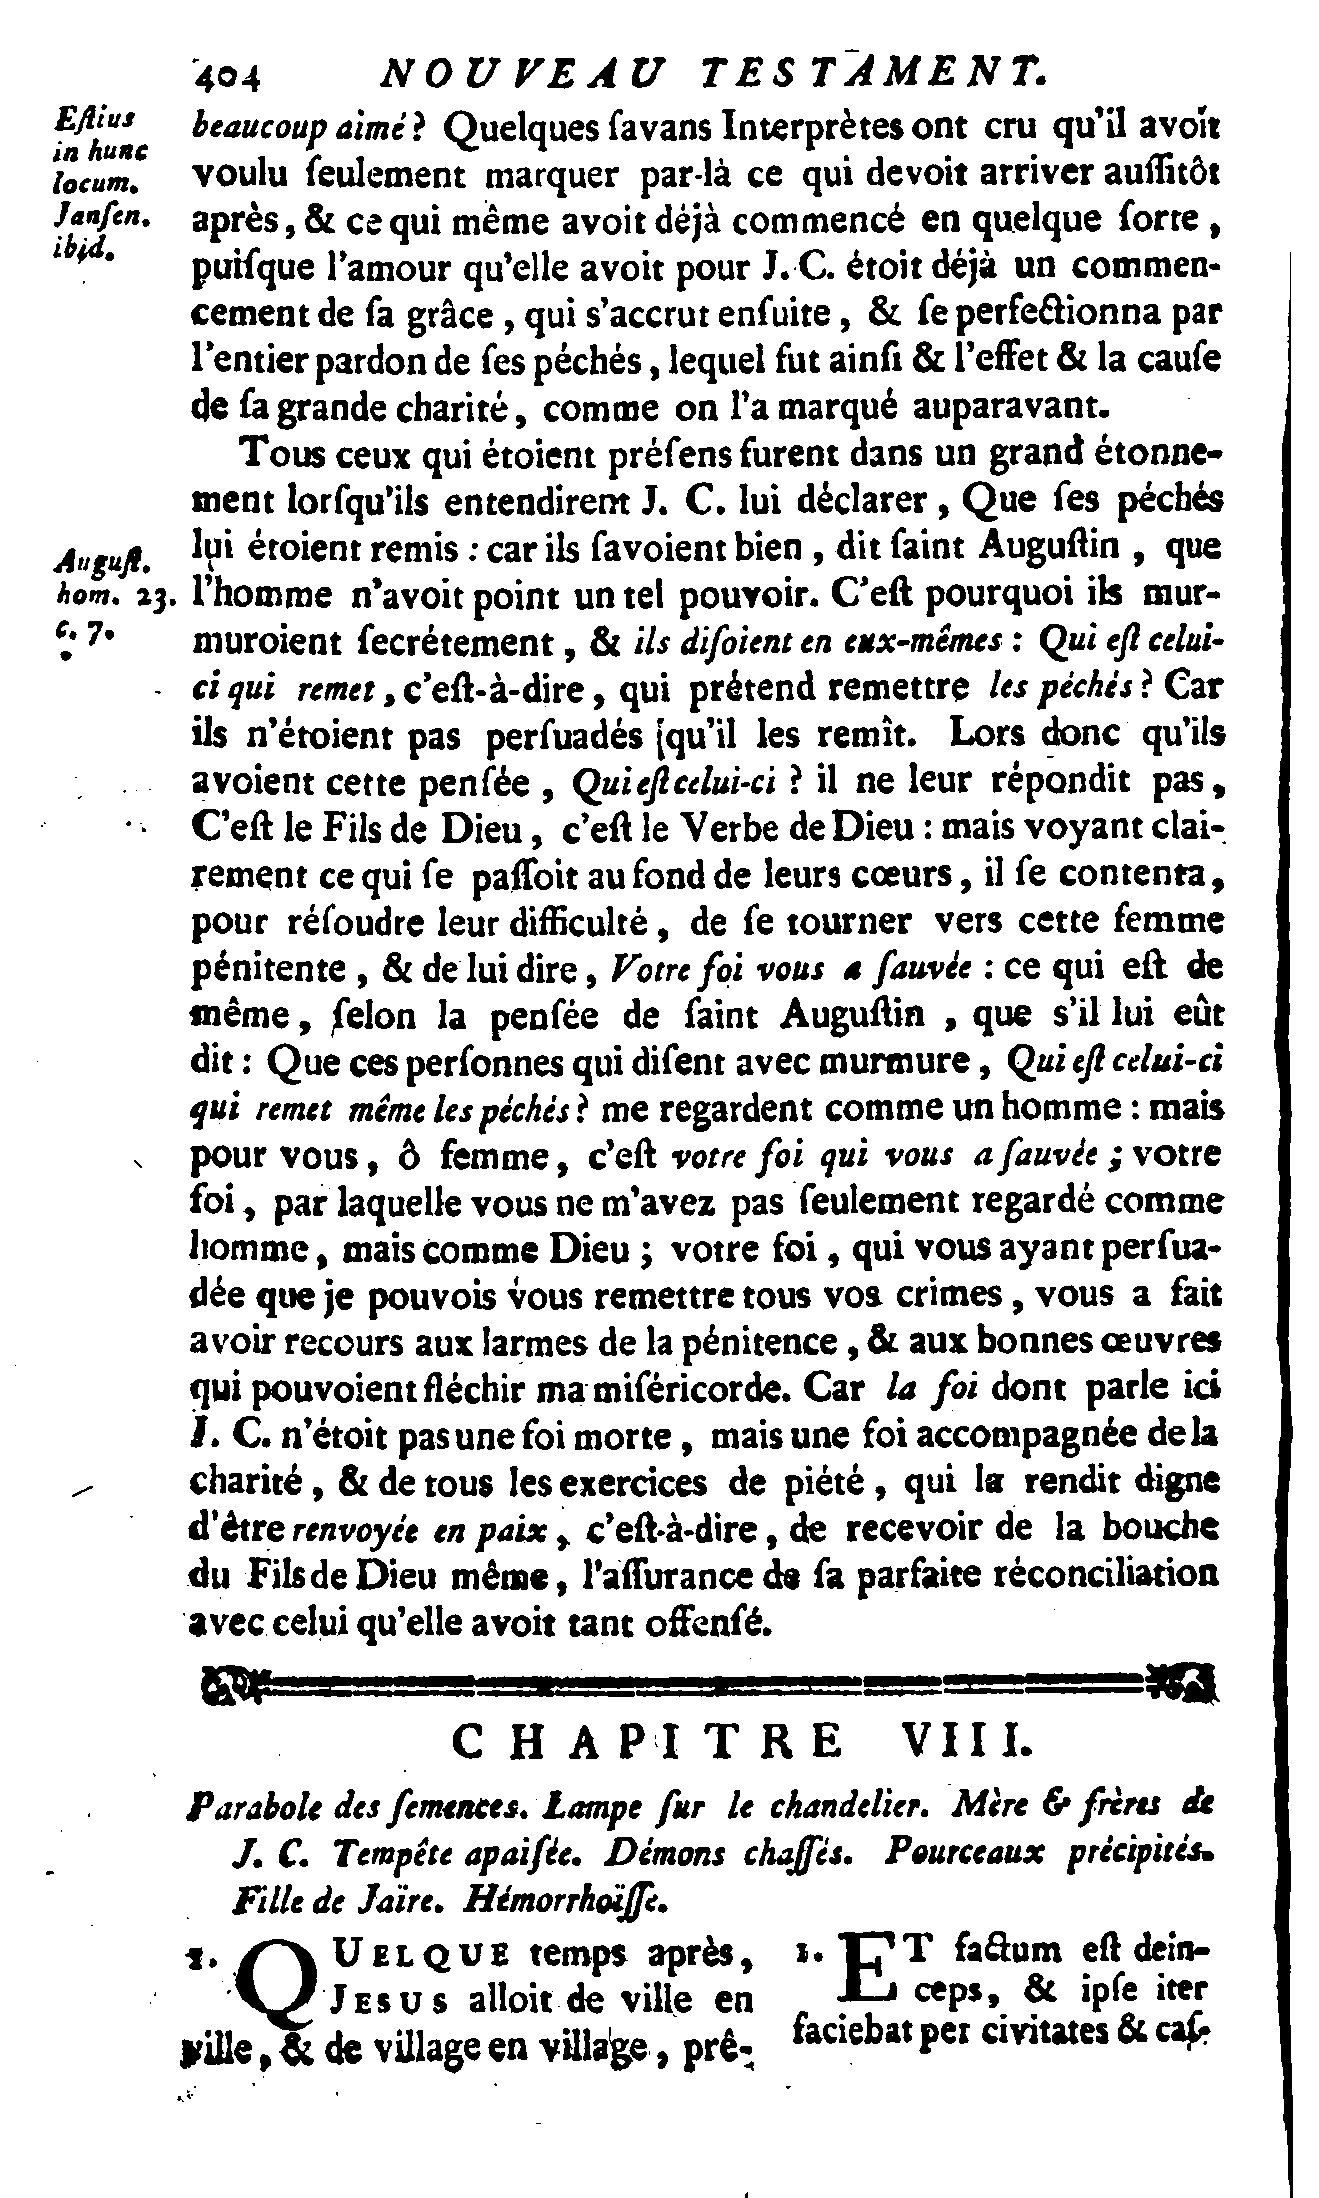 404 NOUVEAU TESTAMENT.
Eſtius
in hunc
locum.
Janſen.
ibid.
beaucoup aimé? Quelques ſavans Interprètes ont cru qu'il avoit
voulu ſeulement marquer par-là ce qui devoit arriver auſſitôt
après, & ce qui même avoit déjà commencé en quelque ſorte,
puiſque l'amour qu'elle avoit pour J. C. étoit déjà un commen-
cement de ſa grâce, qui s'accrut enſuite, & ſe perfectionna par
l'entier pardon de ſes péchés, lequel fut ainſi & l'effet & la cauſe
de ſa grande charité, comme on l'a marqué auparavant.
Tous ceux qui étoient préſens furent dans un grand étonne-
ment lorſqu'ils entendirent J. C. lui déclarer, Que ſes péchés
lui étoient remis : car ils ſavoient bien, dit ſaint Auguſtin, que
Auguſt.
hom. 23.
c. 7.
l'homme n'avoit point un tel pouvoir. C'eſt pourquoi ils mur-
muroient ſecrétement, & ils diſoient en eux-mêmes : Qui eſt celui-
ci qui remet, c'eſt-à-dire, qui prétend remettre les péchés? Car
ils n'étoient pas perſuadés [qu'il les remît. Lors donc qu'ils
avoient cette penſée, Qui eſt celui-ci? il ne leur répondit pas,
C'eſt le Fils de Dieu, c'eſt le Verbe de Dieu : mais voyant clai-
rement ce qui ſe paſſoit au fond de leurs cœurs, il ſe contenta,
pour réſoudre leur difficulté, de ſe tourner vers cette femme
pénitente, & de lui dire, Votre foi vous a ſauvée : ce qui eſt de
même, ſelon la penſée de ſaint Auguſtin, que s'il lui eût
dit : Que ces perſonnes qui diſent avec murmure, Qui eſt celui-ci
qui remet même les péchés? me regardent comme un homme : mais
pour vous, ô femme, c'eſt votre foi qui vous a ſauvée; votre
foi, par laquelle vous ne m'avez pas ſeulement regardé comme
homme, mais comme Dieu; votre foi, qui vous ayant perſua-
dée que je pouvois vous remettre tous vos crimes, vous a fait
avoir recours aux larmes de la pénitence, & aux bonnes œuvres
qui pouvoient fléchir ma miſéricorde. Car la foi dont parle ici
J. C. n'étoit pas une foi morte, mais une foi accompagnée de la
charité, & de tous les exercices de piété, qui la rendit digne
d'être renvoyée en paix, c'eſt-à-dire, de recevoir de la bouche
du Fils de Dieu même, l'aſſurance de ſa parfaite réconciliation
avec celui qu'elle avoit tant offenſé.
CHAPITRE VIII.
Parabole des ſemences. Lampe ſur le chandelier. Mère & frères de
J. C. Tempête apaiſée. Démons chaſſés. Pourceaux précipités.
Fille de Jaïre. Hémorrhoïſſe.
1. QUELQUE temps après,
JESUS alloit de ville en
ville, & de village en village, prê-
1. ET factum eſt dein-
ceps, & ipſe iter
faciebat per civitates & caſ-